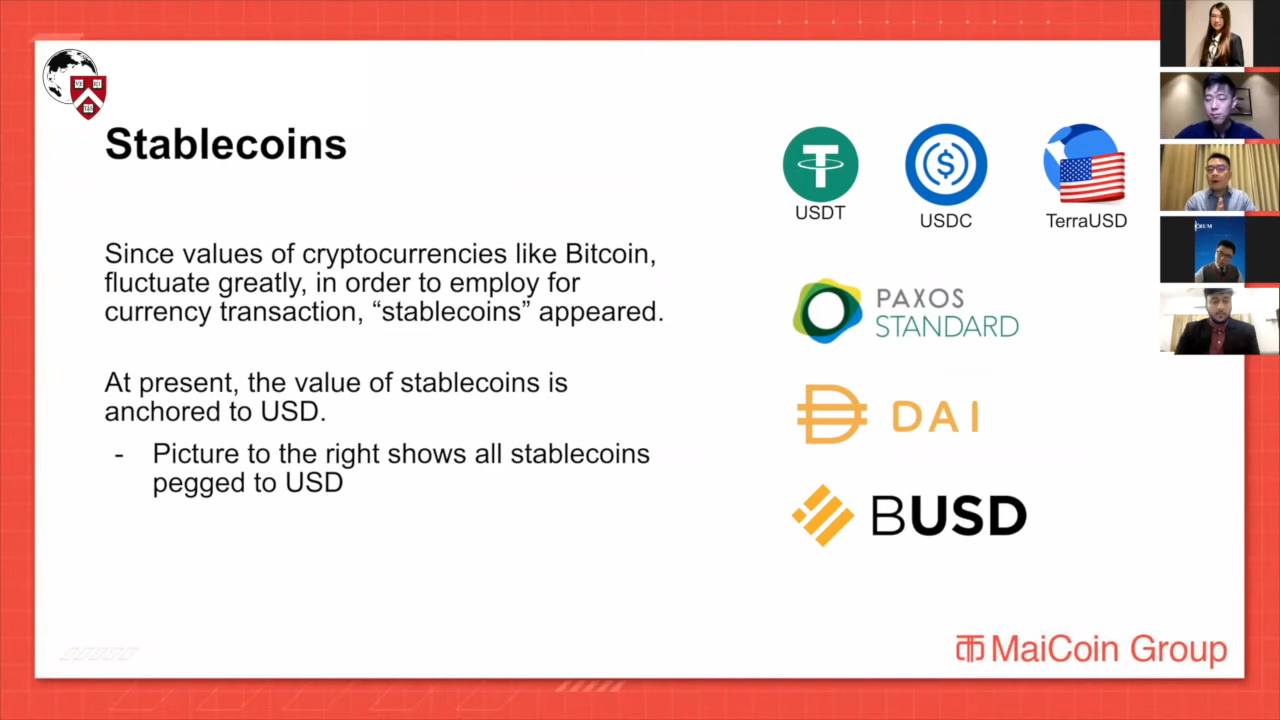 Stablecoins
Since values of cryptocurrencies like Bitcoin,
fluctuate greatly, in order to employ for
currency transaction, “stablecoins” appeared.
At present, the value of stablecoins is
anchored to USD.
- Picture to the right shows all stablecoins
pegged to USD
USDT
USDC
TerraUSD
PAXOS
STANDARD
DAI
BUSD
MaiCoin Group